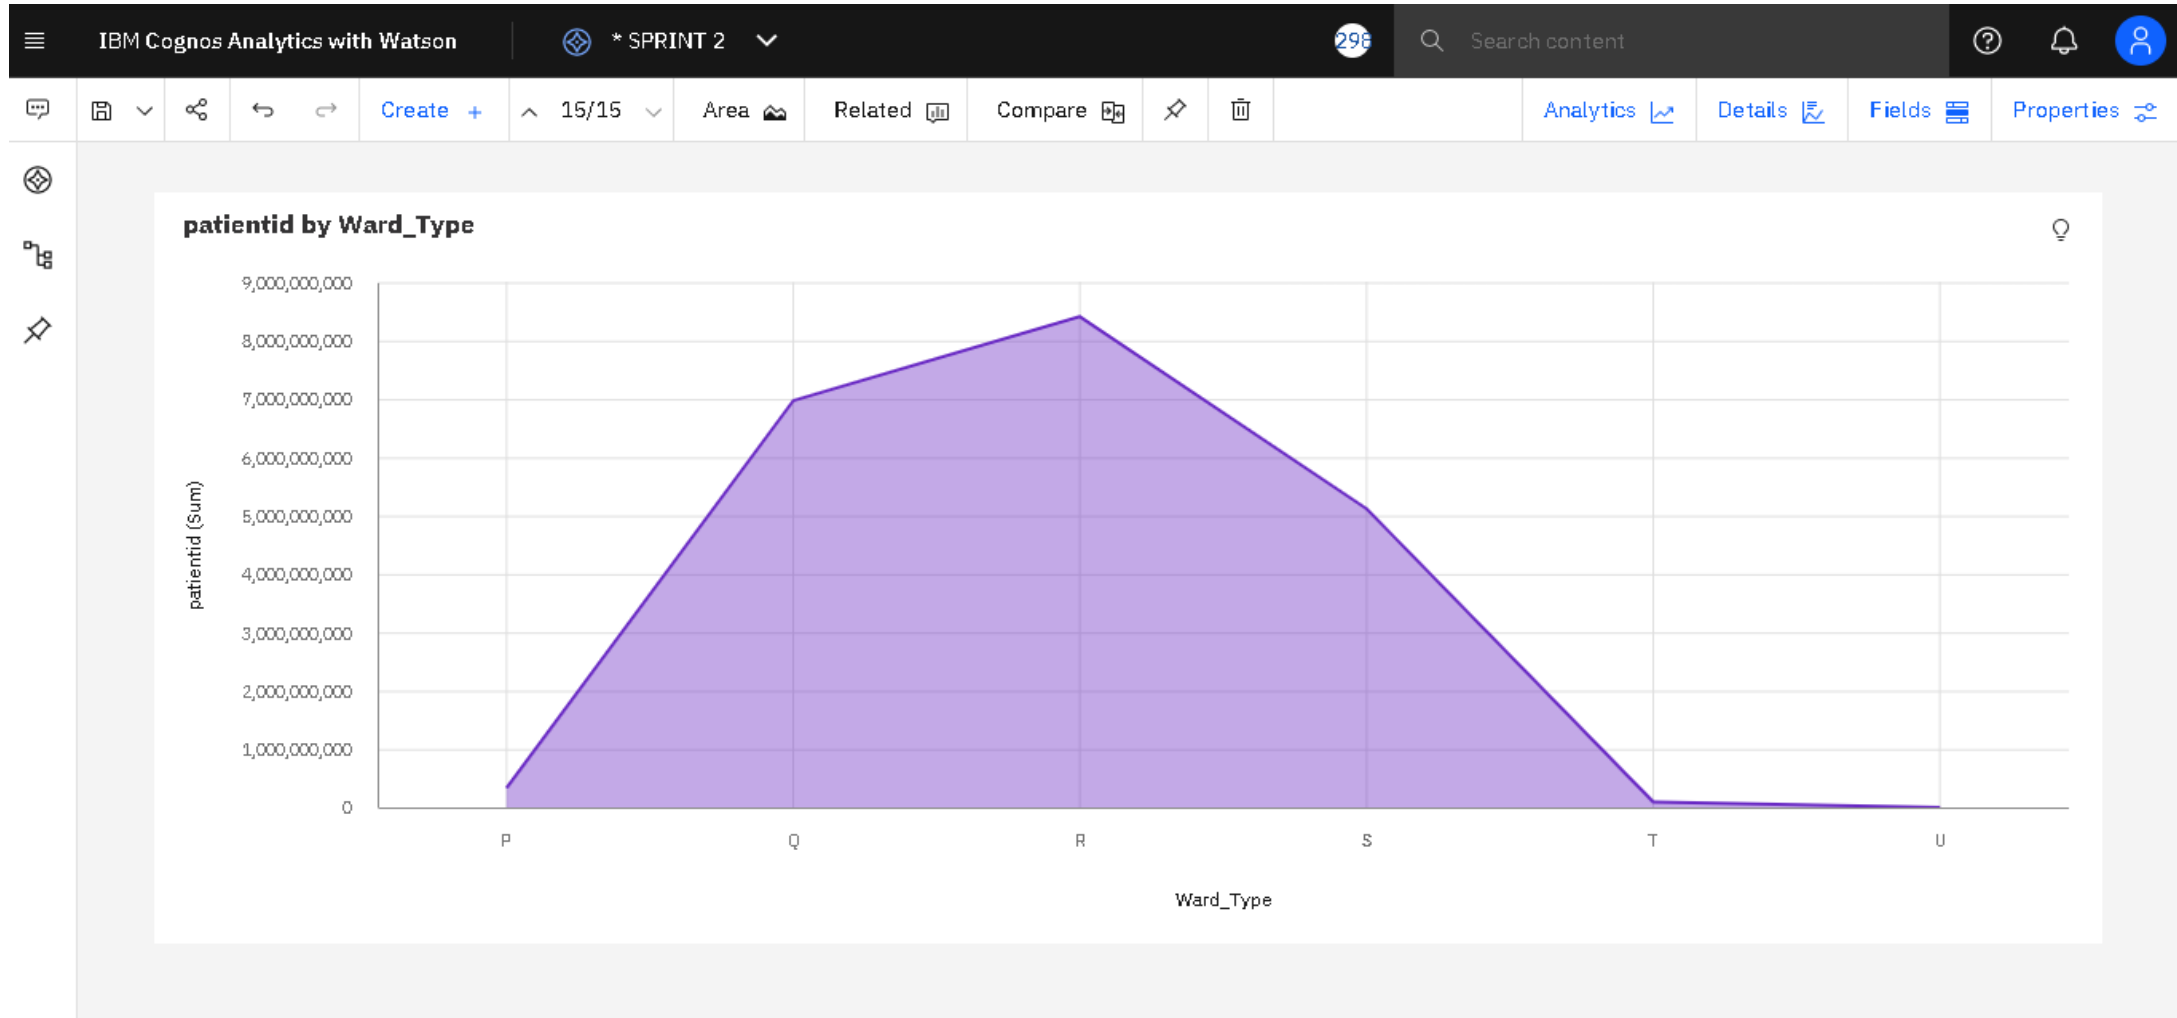 IBM Cognos Analytics with Watson
* SPRINT 2
298
Search content
Create +
15/15
Area
Related
Compare
Analytics
Details
Fields
Properties
patientid by Ward_Type
patientid (Sum)
9,000,000,000
8,000,000,000
7,000,000,000
6,000,000,000
5,000,000,000
4,000,000,000
3,000,000,000
2,000,000,000
1,000,000,000
0
P Q R S T U
Ward_Type